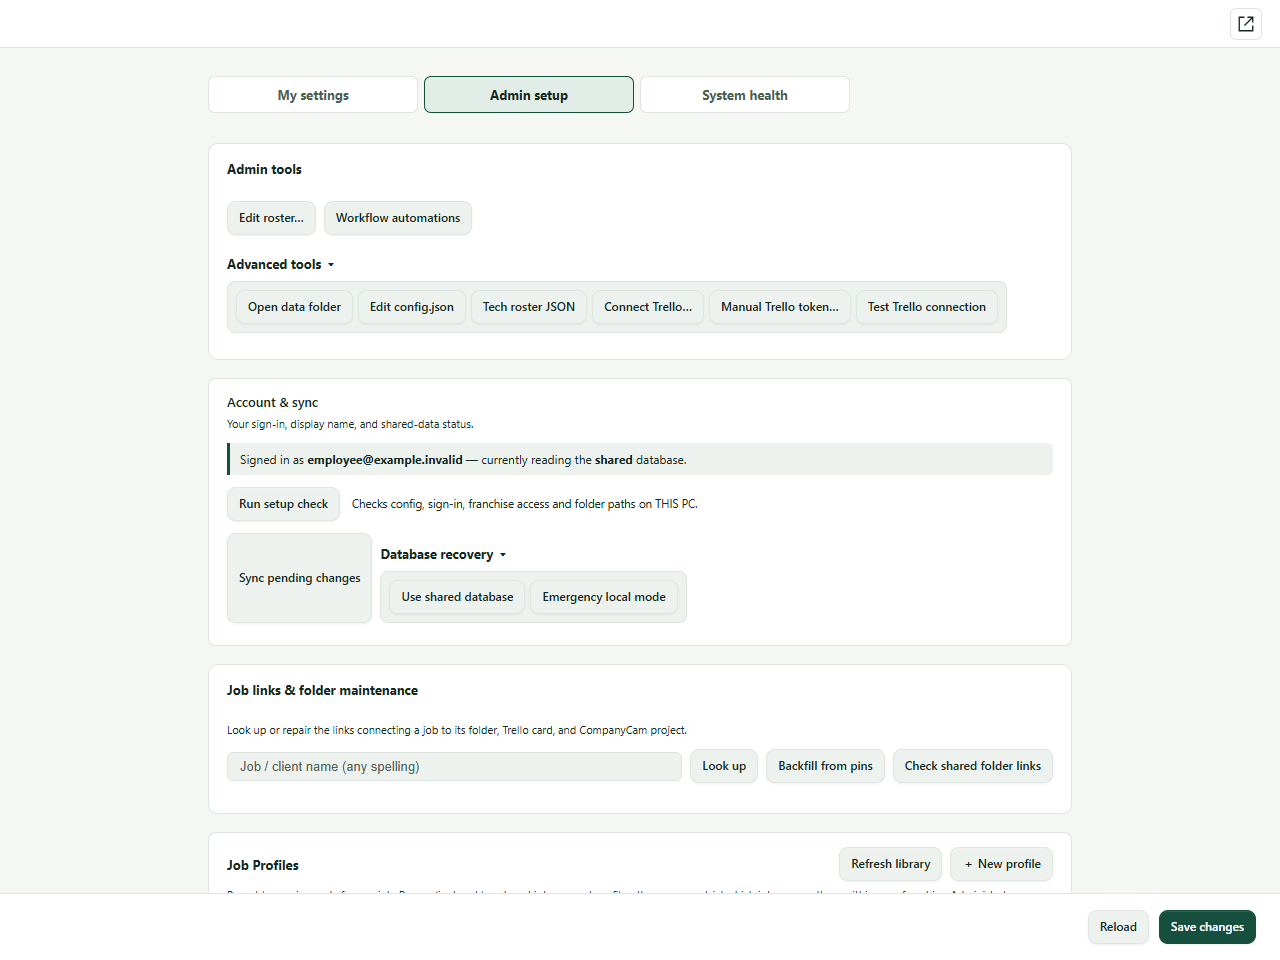 My settings
Admin setup
System health
Admin tools
Edit roster...
Workflow automations
Advanced tools
Open data folder
Edit config.json
Tech roster JSON
Connect Trello...
Manual Trello token...
Test Trello connection
Account & sync
Your sign-in, display name, and shared-data status.
Signed in as employee@example.invalid — currently reading the shared database.
Run setup check
Checks config, sign-in, franchise access and folder paths on THIS PC.
Sync pending changes
Database recovery
Use shared database
Emergency local mode
Job links & folder maintenance
Look up or repair the links connecting a job to its folder, Trello card, and CompanyCam project.
Job / client name (any spelling)
Look up
Backfill from pins
Check shared folder links
Job Profiles
Refresh library
+ New profile
Reload
Save changes